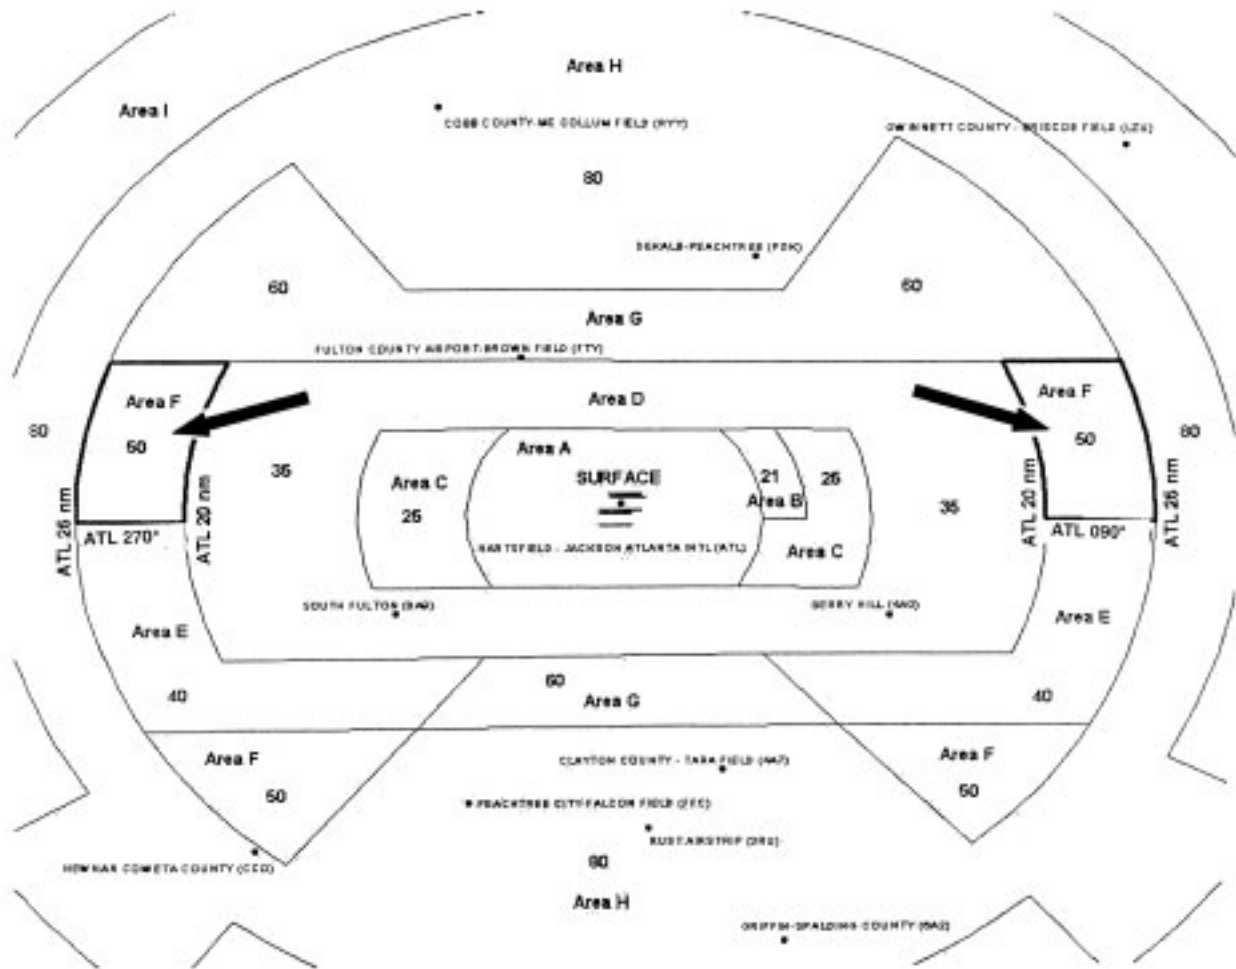 Area H
Area I
COBB COUNTY-MC COLLUM FIELD (RYY)
GWINNETT COUNTY - BRISCOE FIELD (LZU)
80
DEKALB-PEACHTREE (PDK)
60
60
Area G
FULTON COUNTY AIRPORT-BROWN FIELD (FTY)
Area F
Area F
Area D
80
50
50
80
Area A
35
Area C
SURFACE
21
25
Area B
35
25
ATL 26 nm
ATL 270°
ATL 20 nm
ATL 20 nm
ATL 090°
ATL 26 nm
HARTSFIELD - JACKSON ATLANTA INTL (ATL)
Area C
SOUTH FULTON
BERRY HILL (4A0)
Area E
Area E
60
40
Area G
40
Area F
Area F
CLAYTON COUNTY - TARA FIELD (4A7)
50
50
PEACHTREE CITY-FALCON FIELD (FFC)
RUST AIRSTRIP
80
NEWNAN COWETA COUNTY (CCO)
Area H
GRIFFIN-SPALDING COUNTY (6A2)